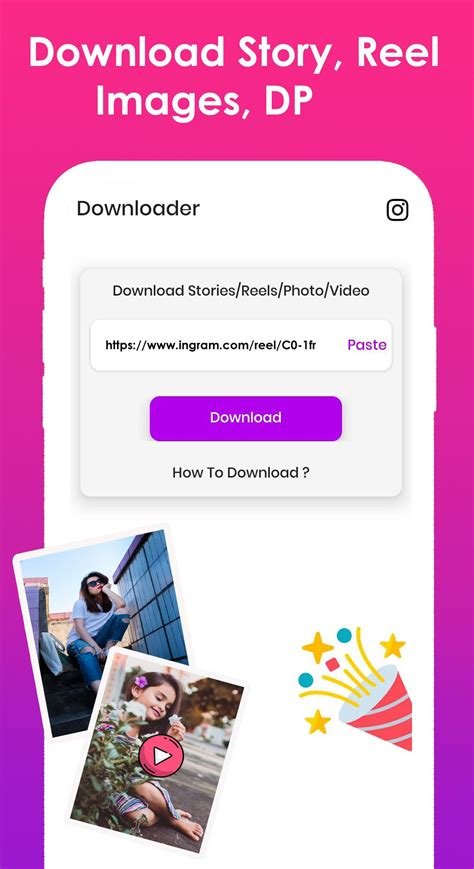 Download Story, Reel
Images, DP
Downloader
Download Stories/Reels/Photo/Video
https://www.ingram.com/reel/C0-1fr
Paste
Download
How To Download ?